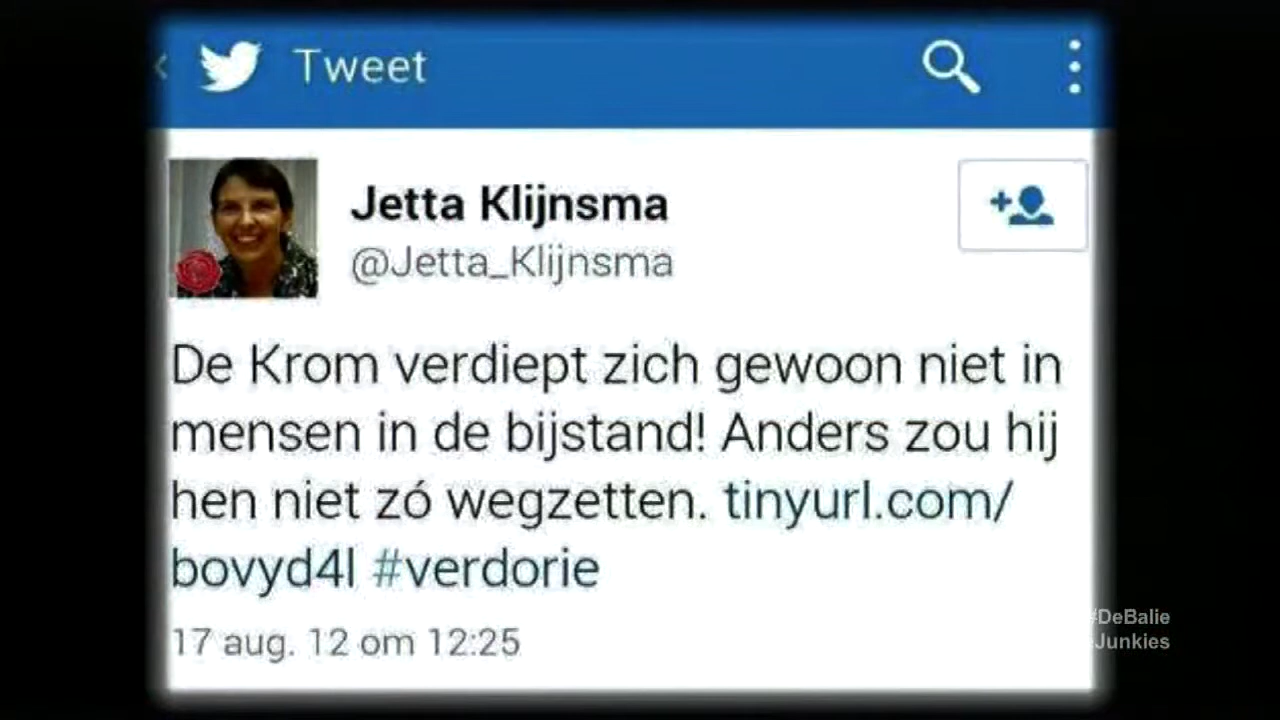 Tweet
Jetta Klijnsma
@Jetta_Klijnsma
De Krom verdiept zich gewoon niet in
mensen in de bijstand! Anders zou hij
hen niet zó wegzetten. tinyurl.com/
bovyd4l #verdorie
17 aug. 12 om 12:25
#DeBalie
Junkies